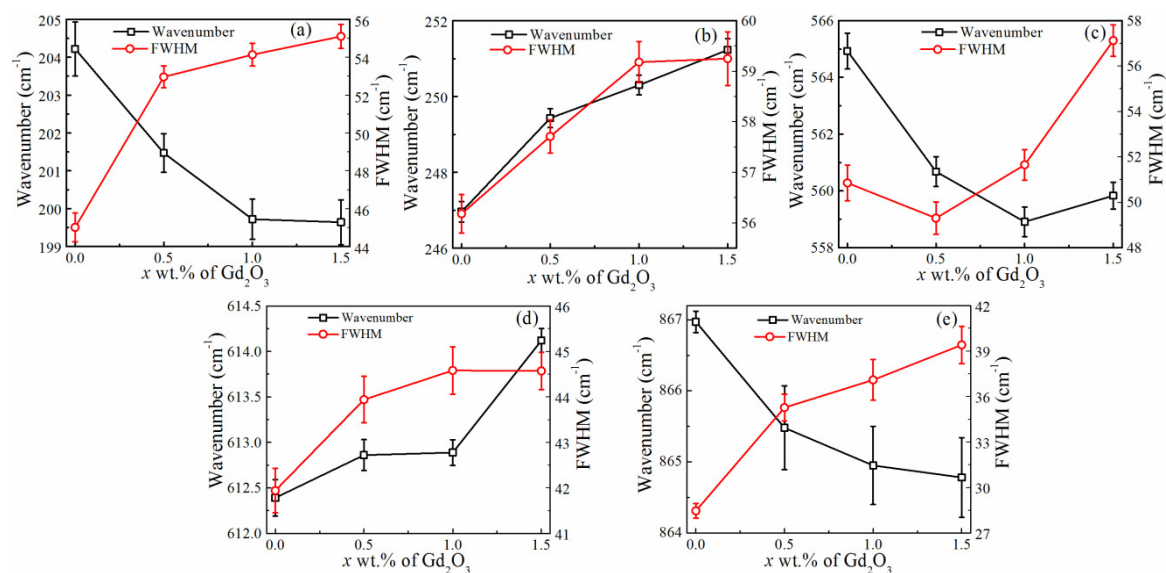 205
204
203
202
201
200
199
Wavenumber (cm⁻¹)
Wavenumber
FWHM
(a)
56
54
52
50
48
46
44
FWHM (cm⁻¹)
0.0 0.5 1.0 1.5
x wt.% of Gd₂O₃
252
250
248
246
Wavenumber (cm⁻¹)
Wavenumber
FWHM
(b)
60
59
58
57
56
FWHM (cm⁻¹)
0.0 0.5 1.0 1.5
x wt.% of Gd₂O₃
566
564
562
560
558
Wavenumber (cm⁻¹)
Wavenumber
FWHM
(c)
58
56
54
52
50
48
FWHM (cm⁻¹)
0.0 0.5 1.0 1.5
x wt.% of Gd₂O₃
614.5
614.0
613.5
613.0
612.5
612.0
Wavenumber (cm⁻¹)
Wavenumber
FWHM
(d)
46
45
44
43
42
41
FWHM (cm⁻¹)
0.0 0.5 1.0 1.5
x wt.% of Gd₂O₃
867
866
865
864
Wavenumber (cm⁻¹)
Wavenumber
FWHM
(e)
42
39
36
33
30
27
FWHM (cm⁻¹)
0.0 0.5 1.0 1.5
x wt.% of Gd₂O₃